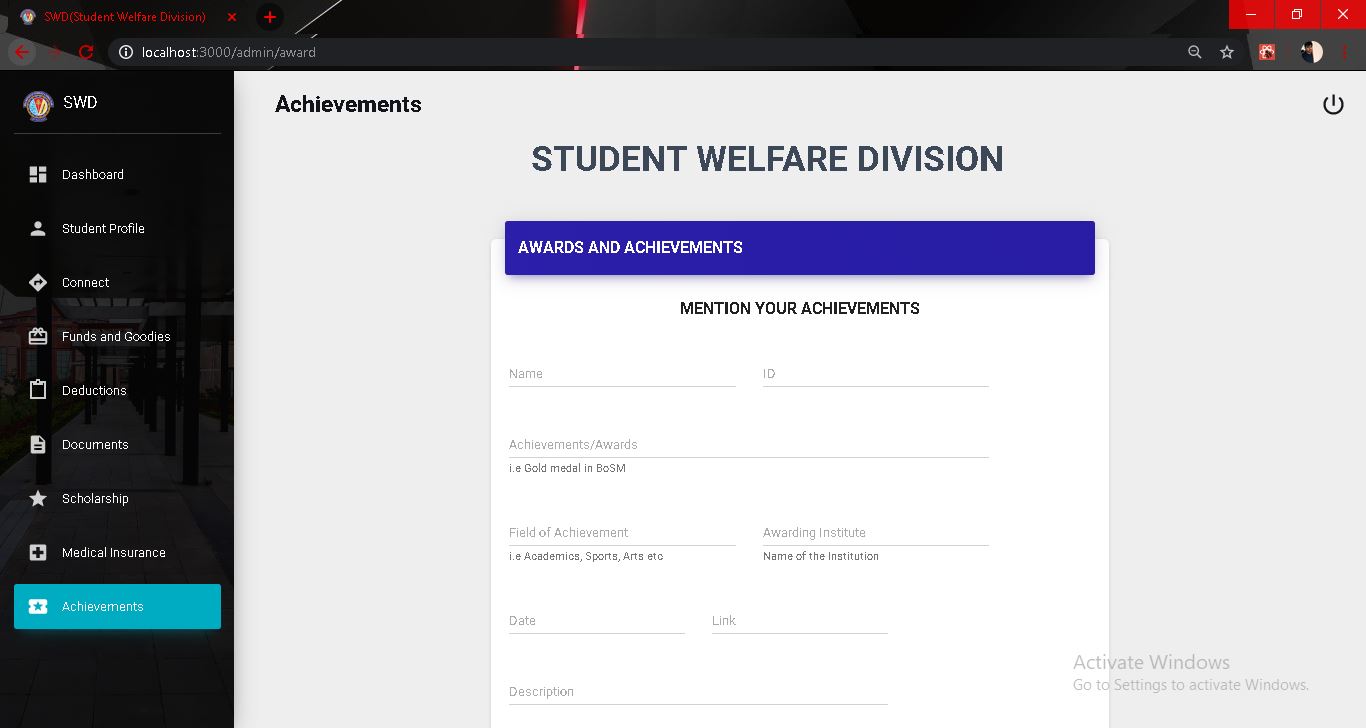 SWD(Student Welfare Division)
localhost:3000/admin/award
SWD
Dashboard
Student Profile
Connect
Funds and Goodies
Deductions
Documents
Scholarship
Medical Insurance
Achievements
Achievements
STUDENT WELFARE DIVISION
AWARDS AND ACHIEVEMENTS
MENTION YOUR ACHIEVEMENTS
Name ID
Achievements/Awards
i.e Gold medal in BoSM
Field of Achievement Awarding Institute
i.e Academics, Sports, Arts etc Name of the Institution
Date Link
Description
Activate Windows
Go to Settings to activate Windows.